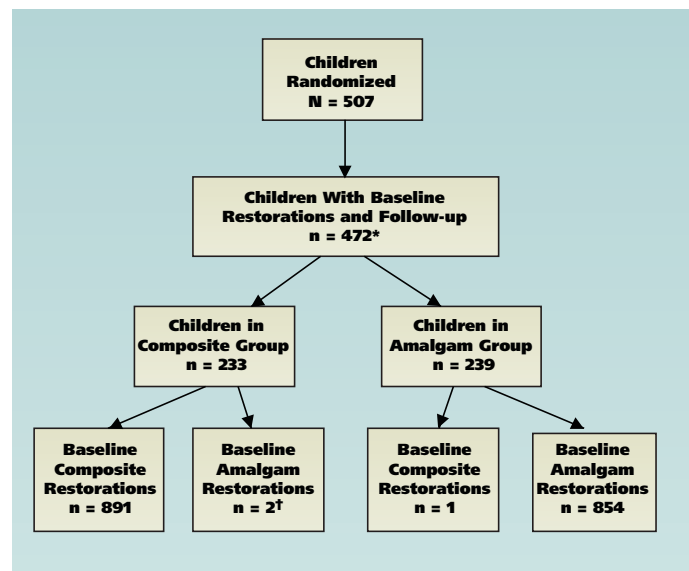 Children
Randomized
N = 507
Children With Baseline
Restorations and Follow-up
n = 472*
Children in
Composite Group
n = 233
Children in
Amalgam Group
n = 239
Baseline
Composite
Restorations
n = 891
Baseline
Amalgam
Restorations
n = 2†
Baseline
Composite
Restorations
n = 1
Baseline
Amalgam
Restorations
n = 854